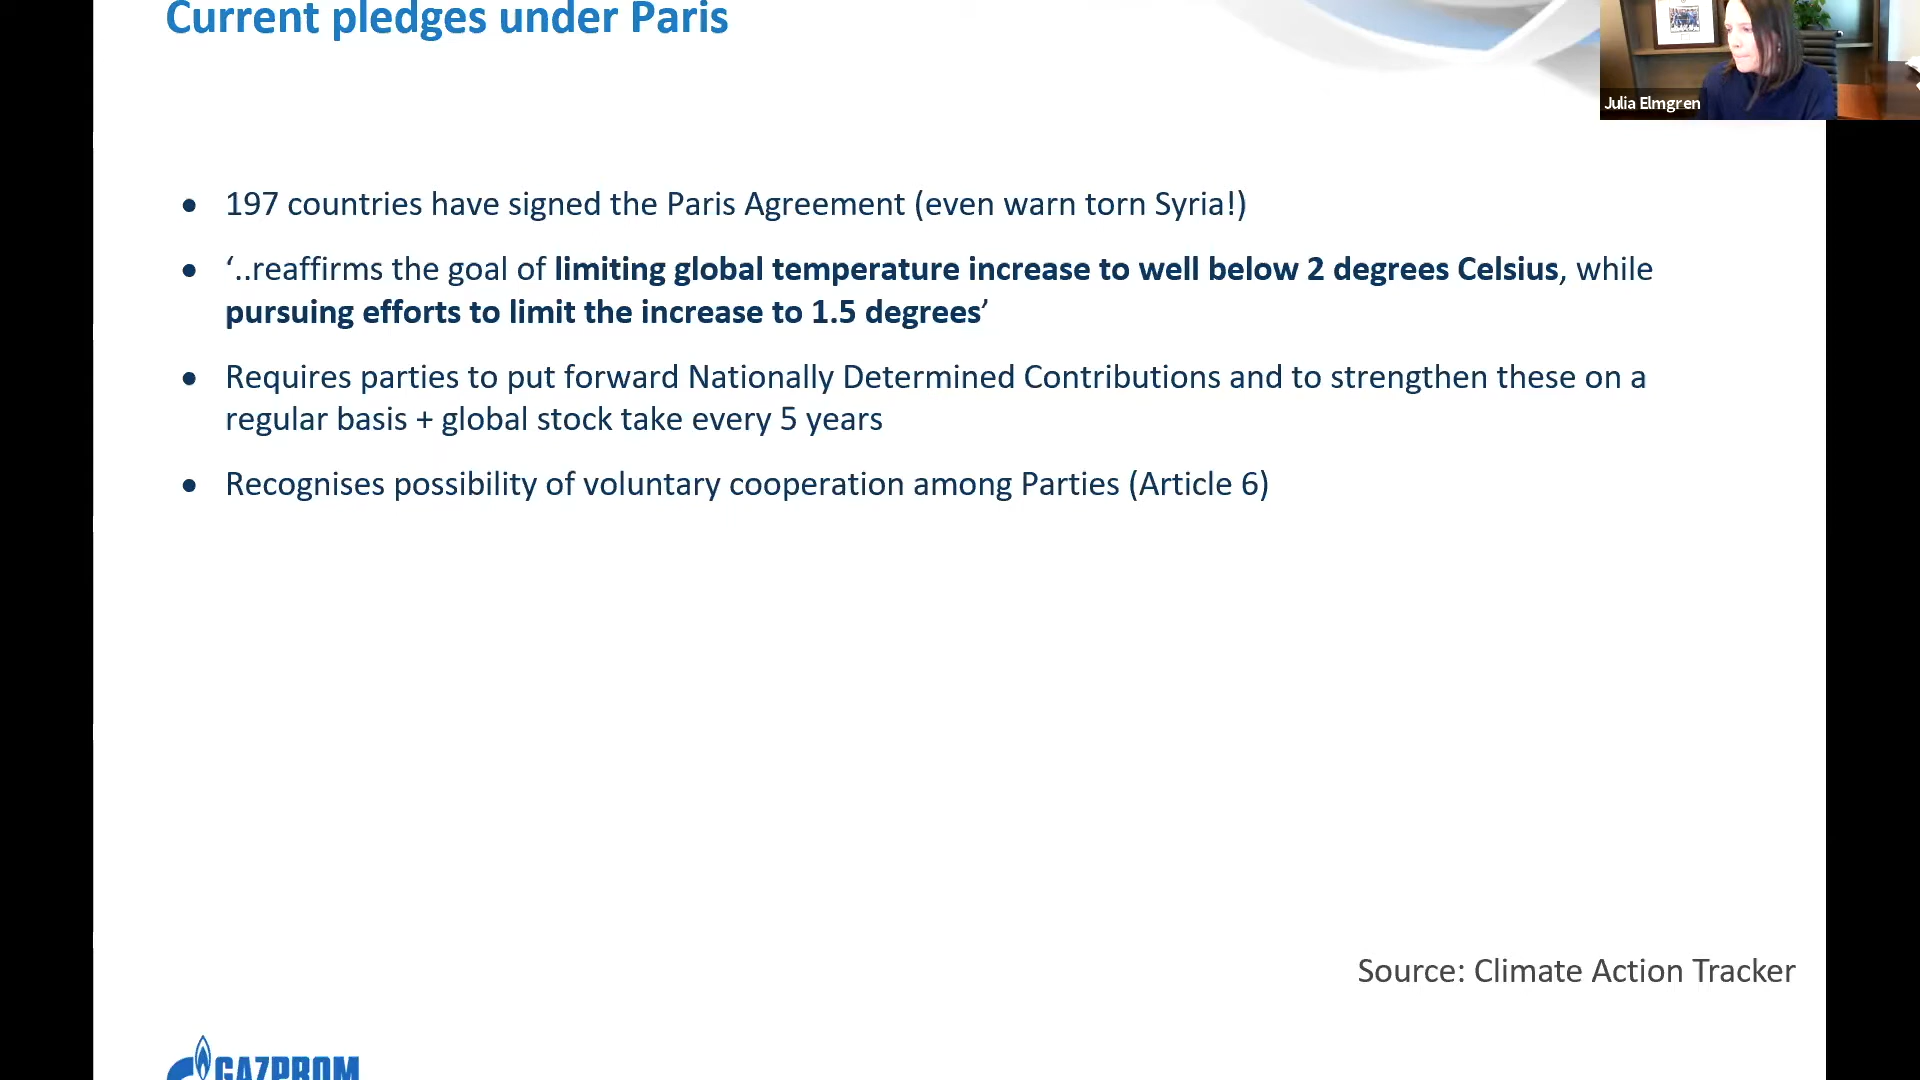 Current pledges under Paris
Julia Elmgren
• 197 countries have signed the Paris Agreement (even warn torn Syria!)
• ‘..reaffirms the goal of limiting global temperature increase to well below 2 degrees Celsius, while
pursuing efforts to limit the increase to 1.5 degrees’
• Requires parties to put forward Nationally Determined Contributions and to strengthen these on a
regular basis + global stock take every 5 years
• Recognises possibility of voluntary cooperation among Parties (Article 6)
Source: Climate Action Tracker
GAZPROM